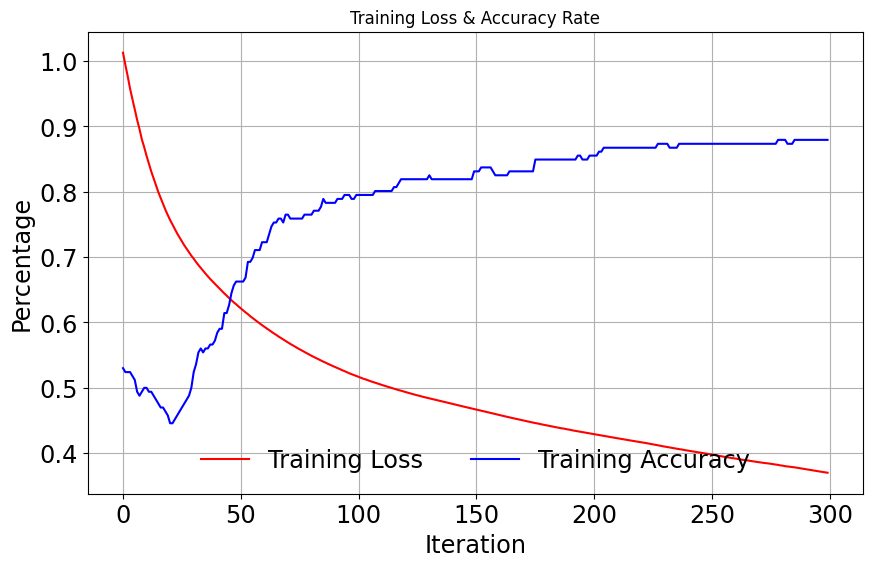 Training Loss & Accuracy Rate
Percentage
1.0
0.9
0.8
0.7
0.6
0.5
0.4
Training Loss
Training Accuracy
0 50 100 150 200 250 300
Iteration